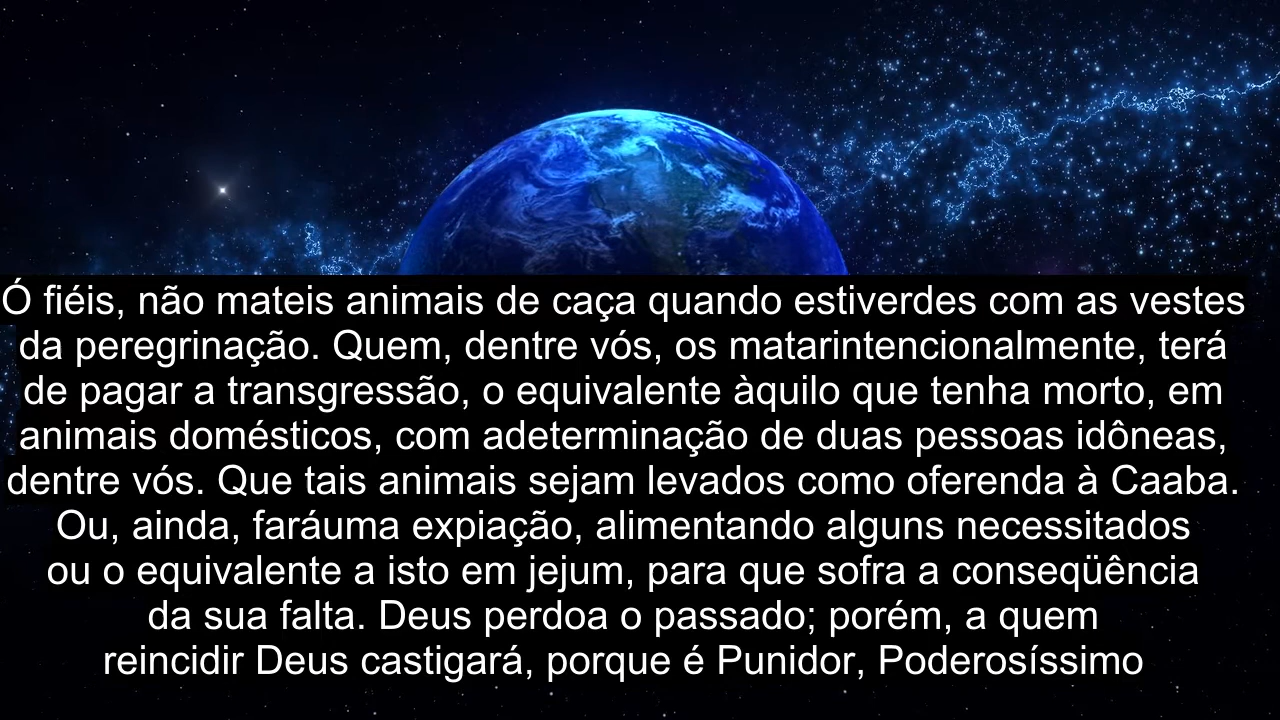 Ó fiéis, não mateis animais de caça quando estiverdes com as vestes
da peregrinação. Quem, dentre vós, os matarintencionalmente, terá
de pagar a transgressão, o equivalente àquilo que tenha morto, em
animais domésticos, com adeterminação de duas pessoas idôneas,
dentre vós. Que tais animais sejam levados como oferenda à Caaba.
Ou, ainda, faráuma expiação, alimentando alguns necessitados
ou o equivalente a isto em jejum, para que sofra a conseqüência
da sua falta. Deus perdoa o passado; porém, a quem
reincidir Deus castigará, porque é Punidor, Poderosíssimo